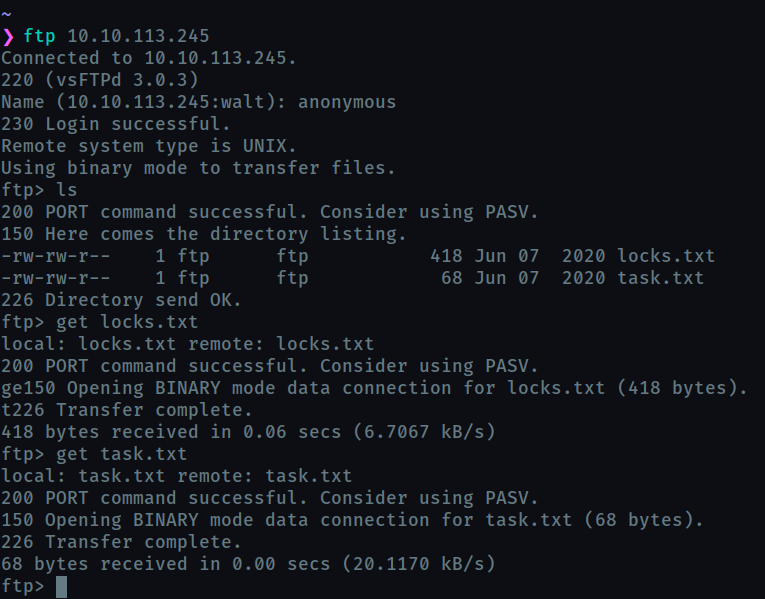 ~
❯ ftp 10.10.113.245
Connected to 10.10.113.245.
220 (vsFTPd 3.0.3)
Name (10.10.113.245:walt): anonymous
230 Login successful.
Remote system type is UNIX.
Using binary mode to transfer files.
ftp> ls
200 PORT command successful. Consider using PASV.
150 Here comes the directory listing.
-rw-rw-r--    1 ftp      ftp           418 Jun 07  2020 locks.txt
-rw-rw-r--    1 ftp      ftp            68 Jun 07  2020 task.txt
226 Directory send OK.
ftp> get locks.txt
local: locks.txt remote: locks.txt
200 PORT command successful. Consider using PASV.
ge150 Opening BINARY mode data connection for locks.txt (418 bytes).
t226 Transfer complete.
418 bytes received in 0.06 secs (6.7067 kB/s)
ftp> get task.txt
local: task.txt remote: task.txt
200 PORT command successful. Consider using PASV.
150 Opening BINARY mode data connection for task.txt (68 bytes).
226 Transfer complete.
68 bytes received in 0.00 secs (20.1170 kB/s)
ftp>